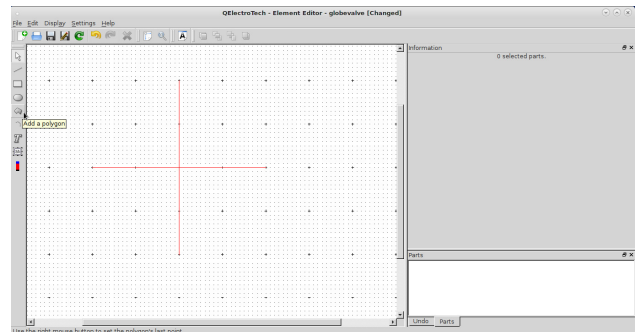 QElectroTech - Element Editor - globevalve [Changed]
File Edit Display Settings Help
Information
0 selected parts.
Add a polygon
Parts
Undo Parts
Use the right mouse button to set the polygon's last point